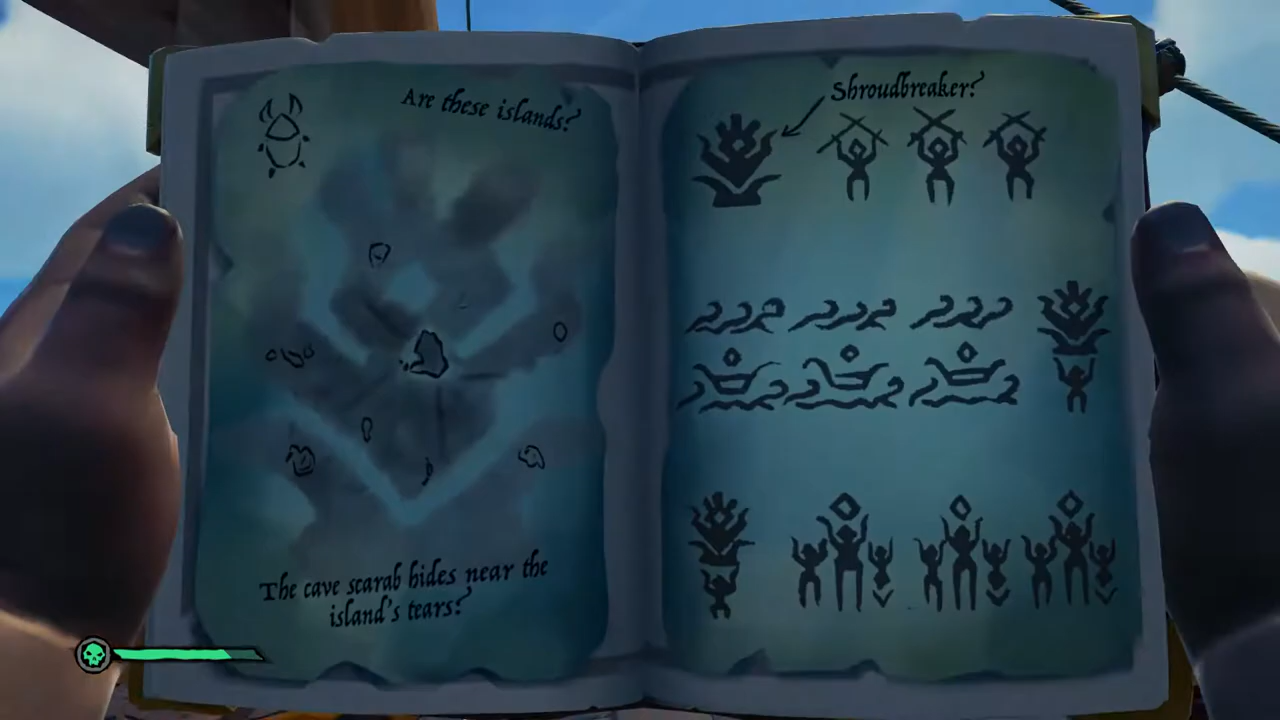 Are these islands?
The cave scarab hides near the
island's tears?
Shroudbreaker?